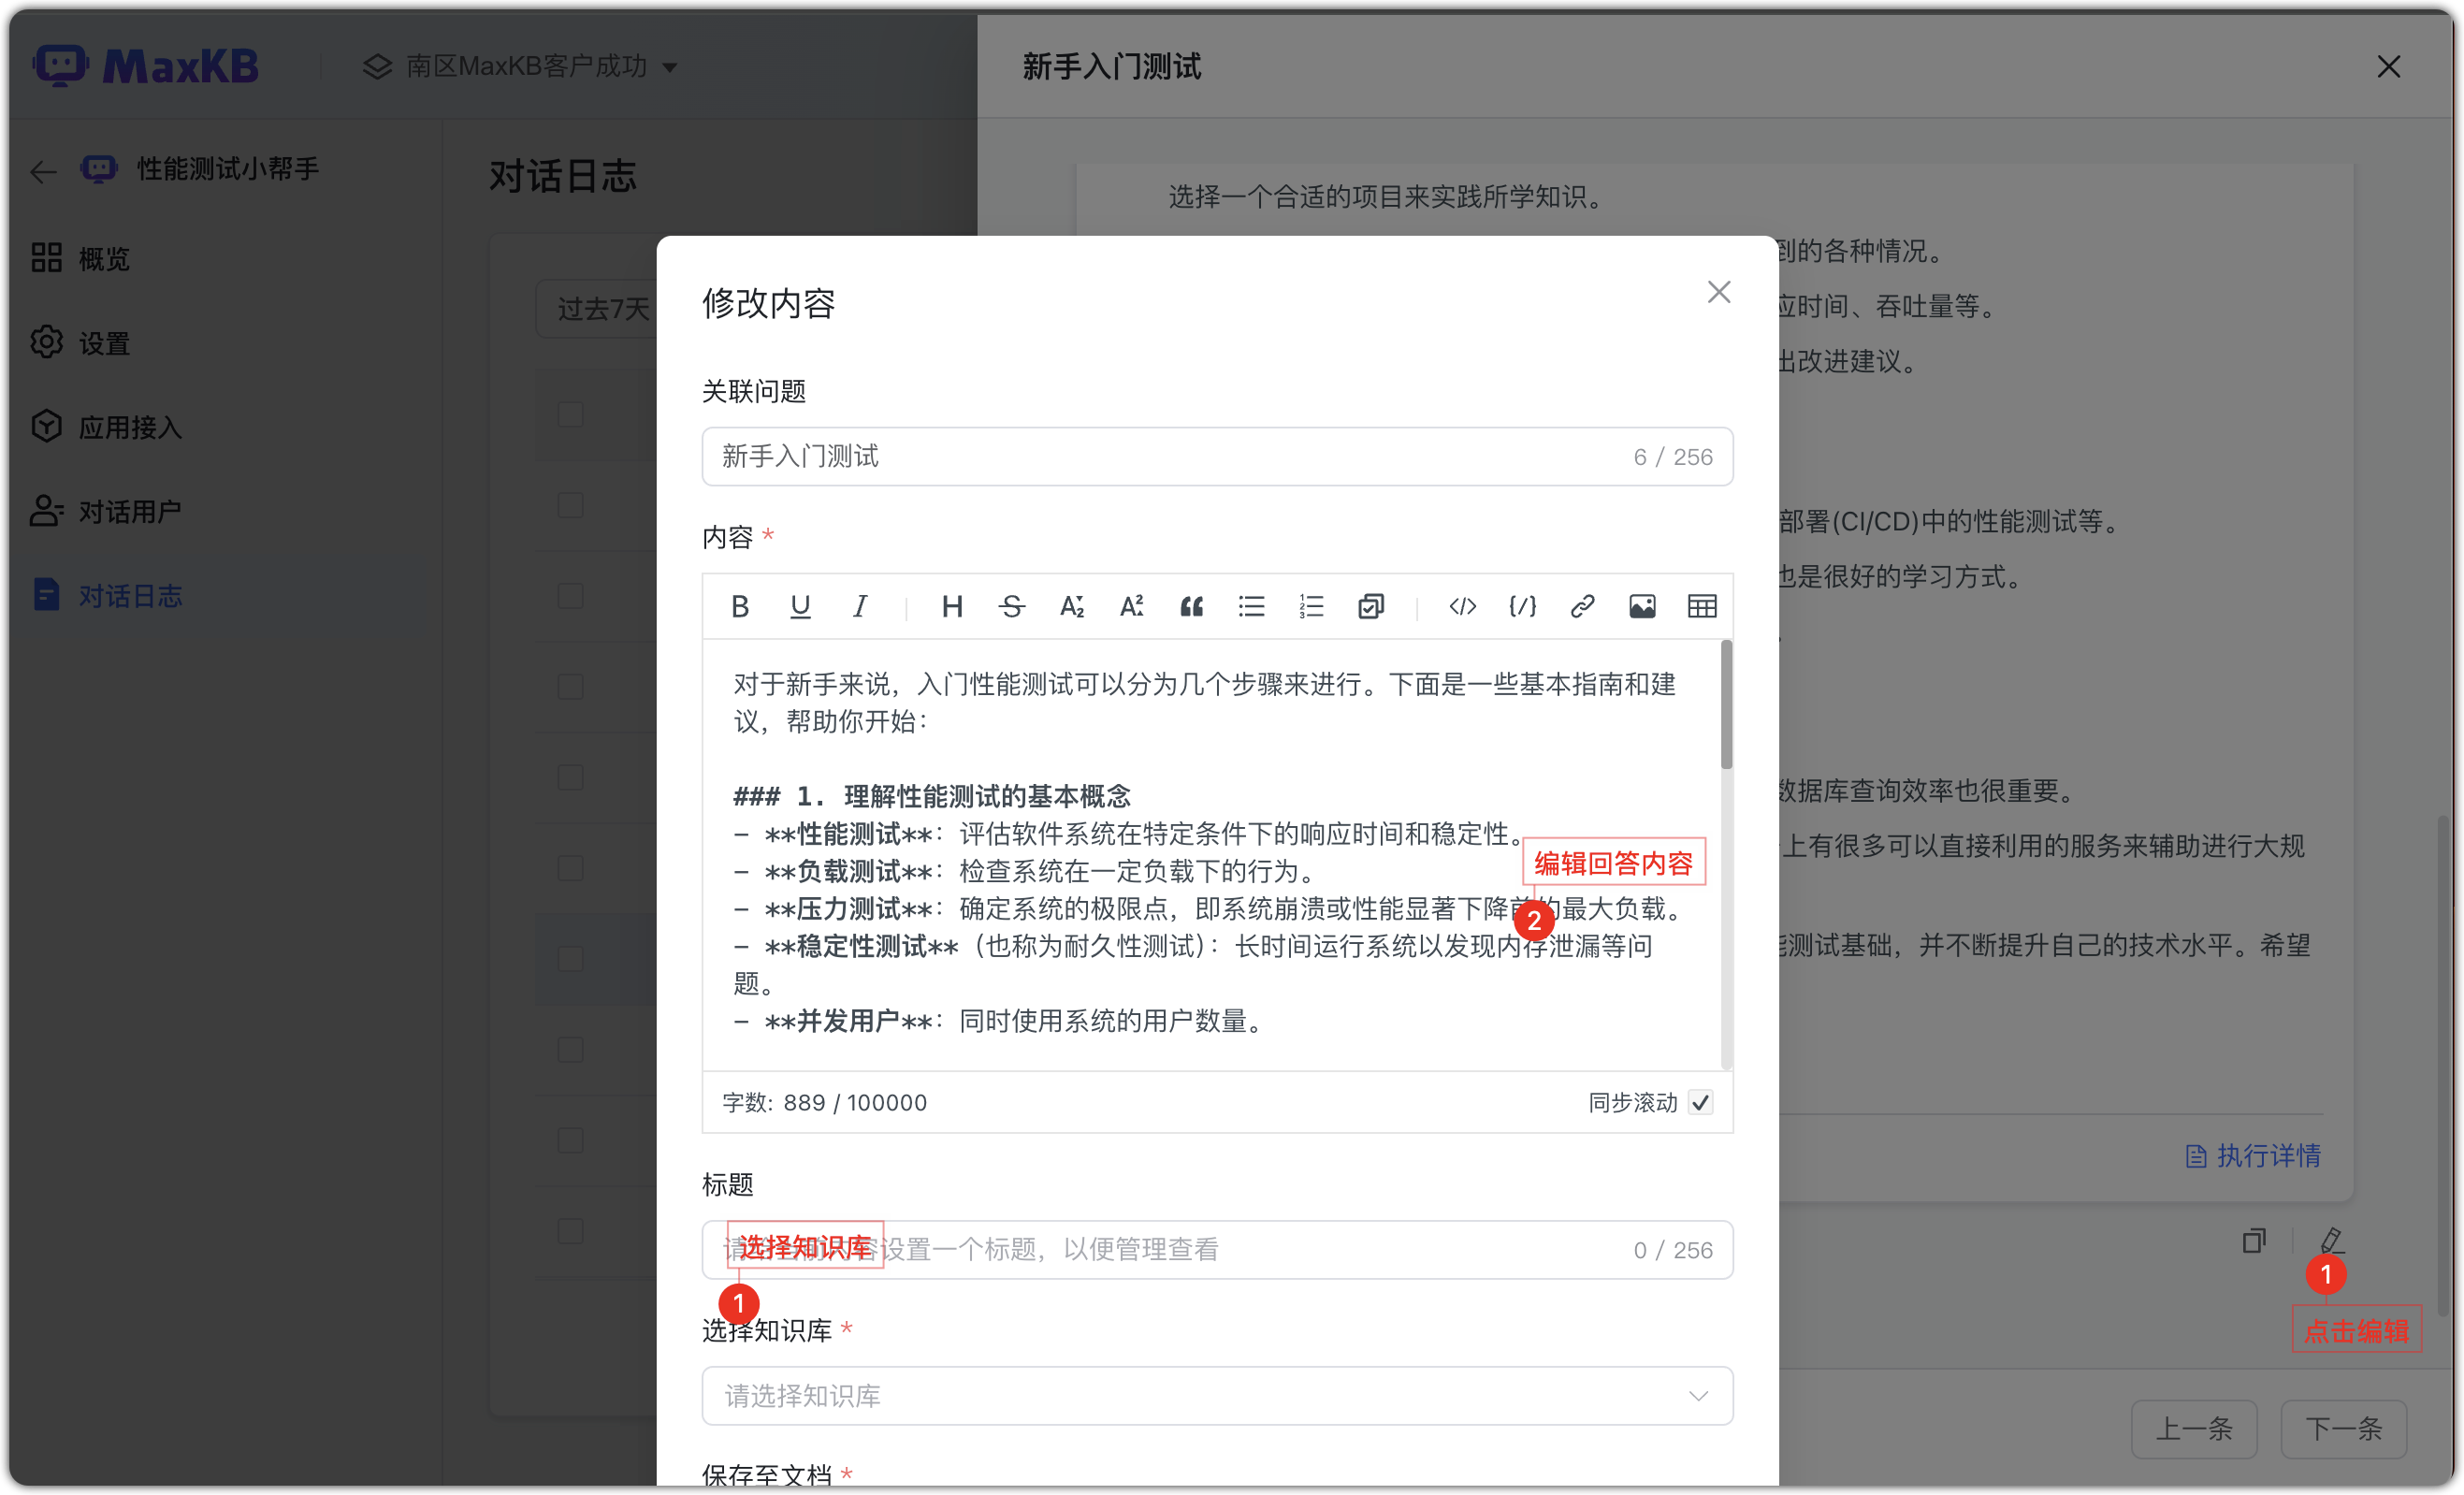 MaxKB
南区MaxKB客户成功
新手入门测试
性能测试小帮手
概览
设置
应用接入
对话用户
对话日志
对话日志
过去7天
选择一个合适的项目来实践所学知识。
到的各种情况。
应时间、吞吐量等。
出改进建议。
部署(CI/CD)中的性能测试等。
也是很好的学习方式。
数据库查询效率也很重要。
上有很多可以直接利用的服务来辅助进行大规
能测试基础，并不断提升自己的技术水平。希望
执行详情
1
点击编辑
上一条
下一条
修改内容
关联问题
新手入门测试
6 / 256
内容 *
对于新手来说，入门性能测试可以分为几个步骤来进行。下面是一些基本指南和建
议，帮助你开始：
### 1. 理解性能测试的基本概念
- **性能测试**：评估软件系统在特定条件下的响应时间和稳定性。
- **负载测试**：检查系统在一定负载下的行为。
- **压力测试**：确定系统的极限点，即系统崩溃或性能显著下降前的最大负载。
- **稳定性测试**（也称为耐久性测试）：长时间运行系统以发现内存泄漏等问
题。
- **并发用户**：同时使用系统的用户数量。
编辑回答内容
2
字数: 889 / 100000
同步滚动
标题
请给当前内容设置一个标题，以便管理查看
0 / 256
选择知识库
1
选择知识库 *
请选择知识库
保存至文档 *